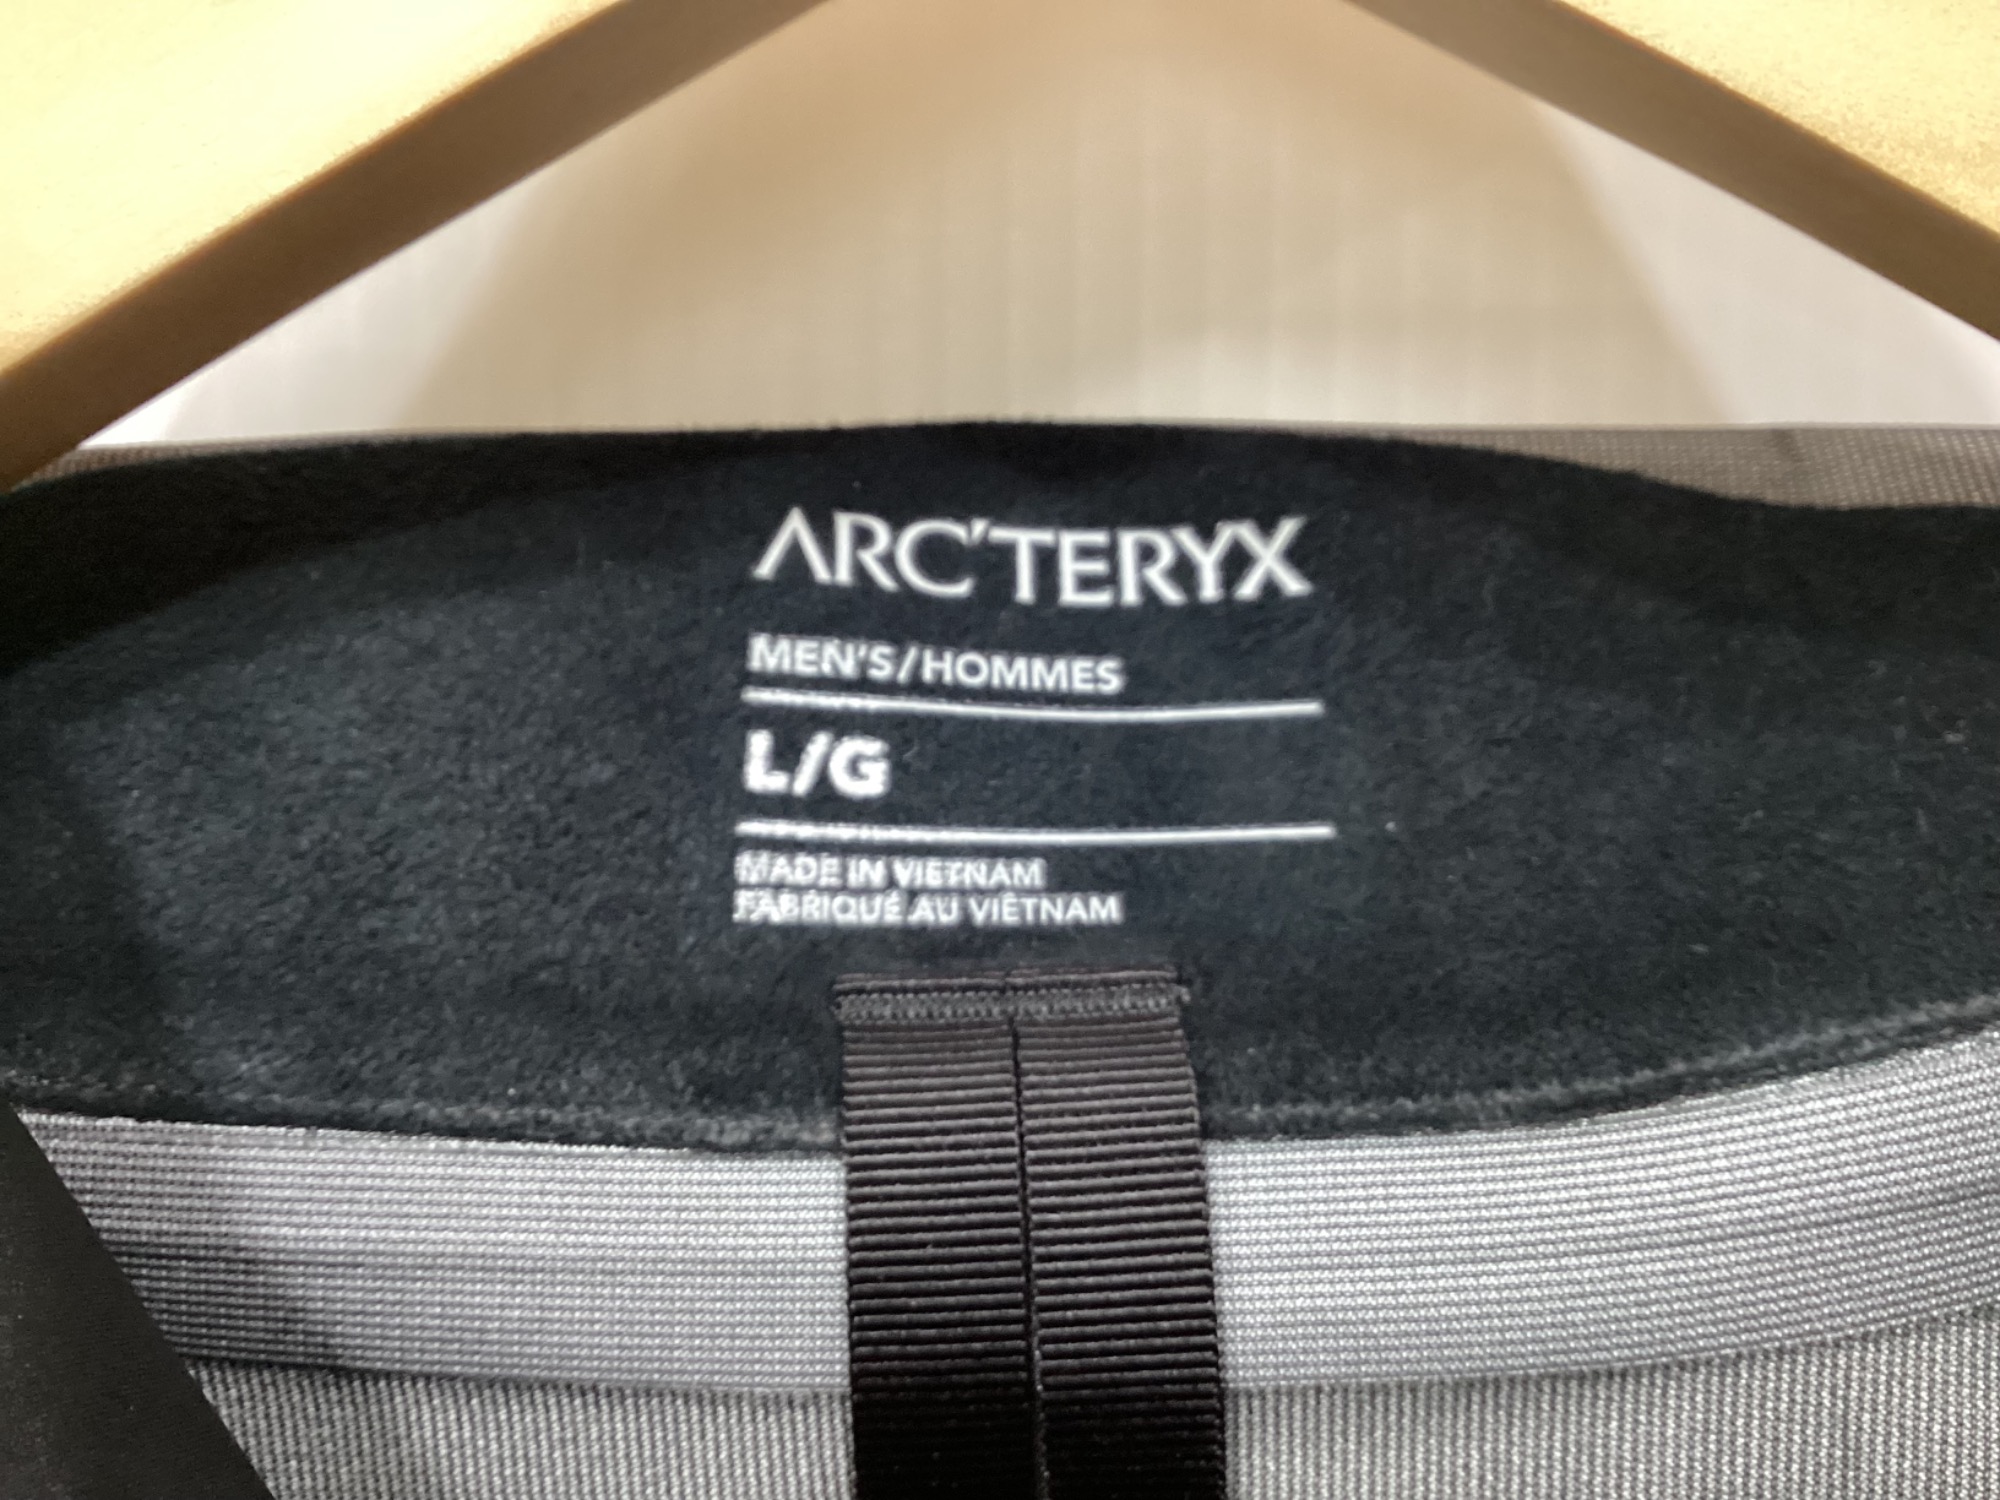 ARC'TERYX
MEN'S/HOMMES
L/G
MADE IN VIETNAM
FABRIQUÉ AU VIÊTNAM